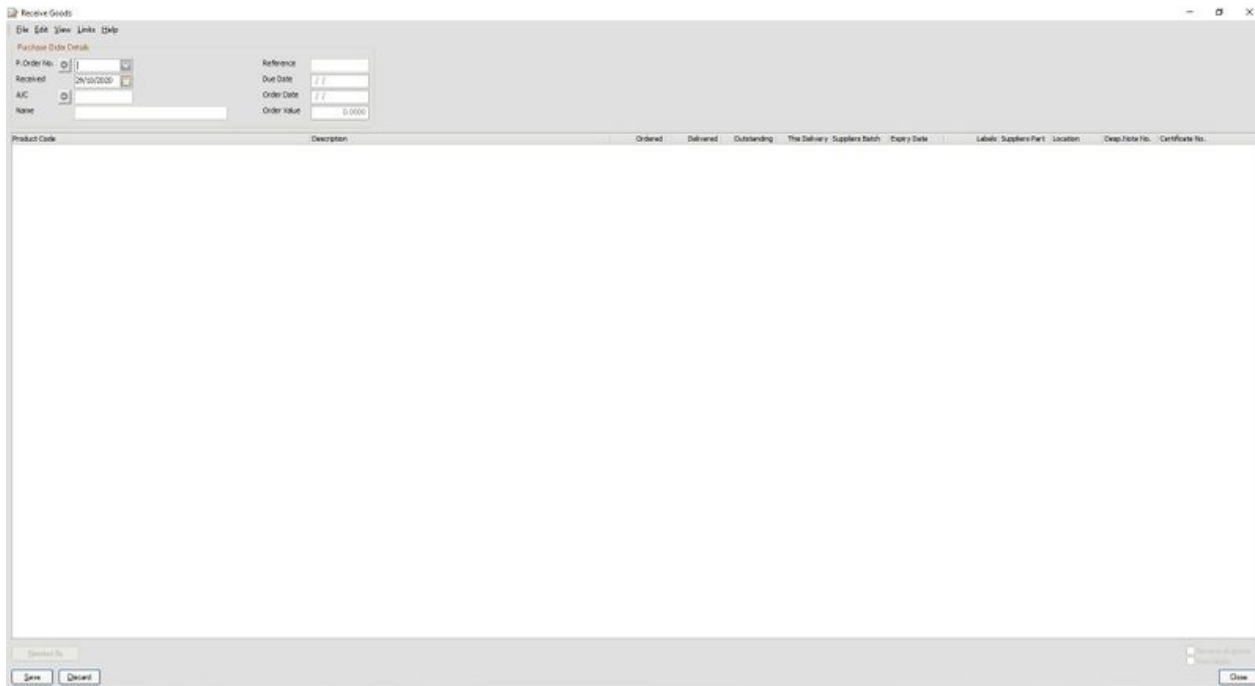 Receive Goods
File Edit View Links Help
Purchase Order Details
P.Order No. Reference
Received 29/10/2020 Due Date / /
A/C Order Date / /
Name Order Value 0.0000
Product Code Description Ordered Delivered Outstanding This Delivery Suppliers Batch Expiry Date Labels Suppliers Part Location Desp.Note No. Certificate No.
Save Discard Close